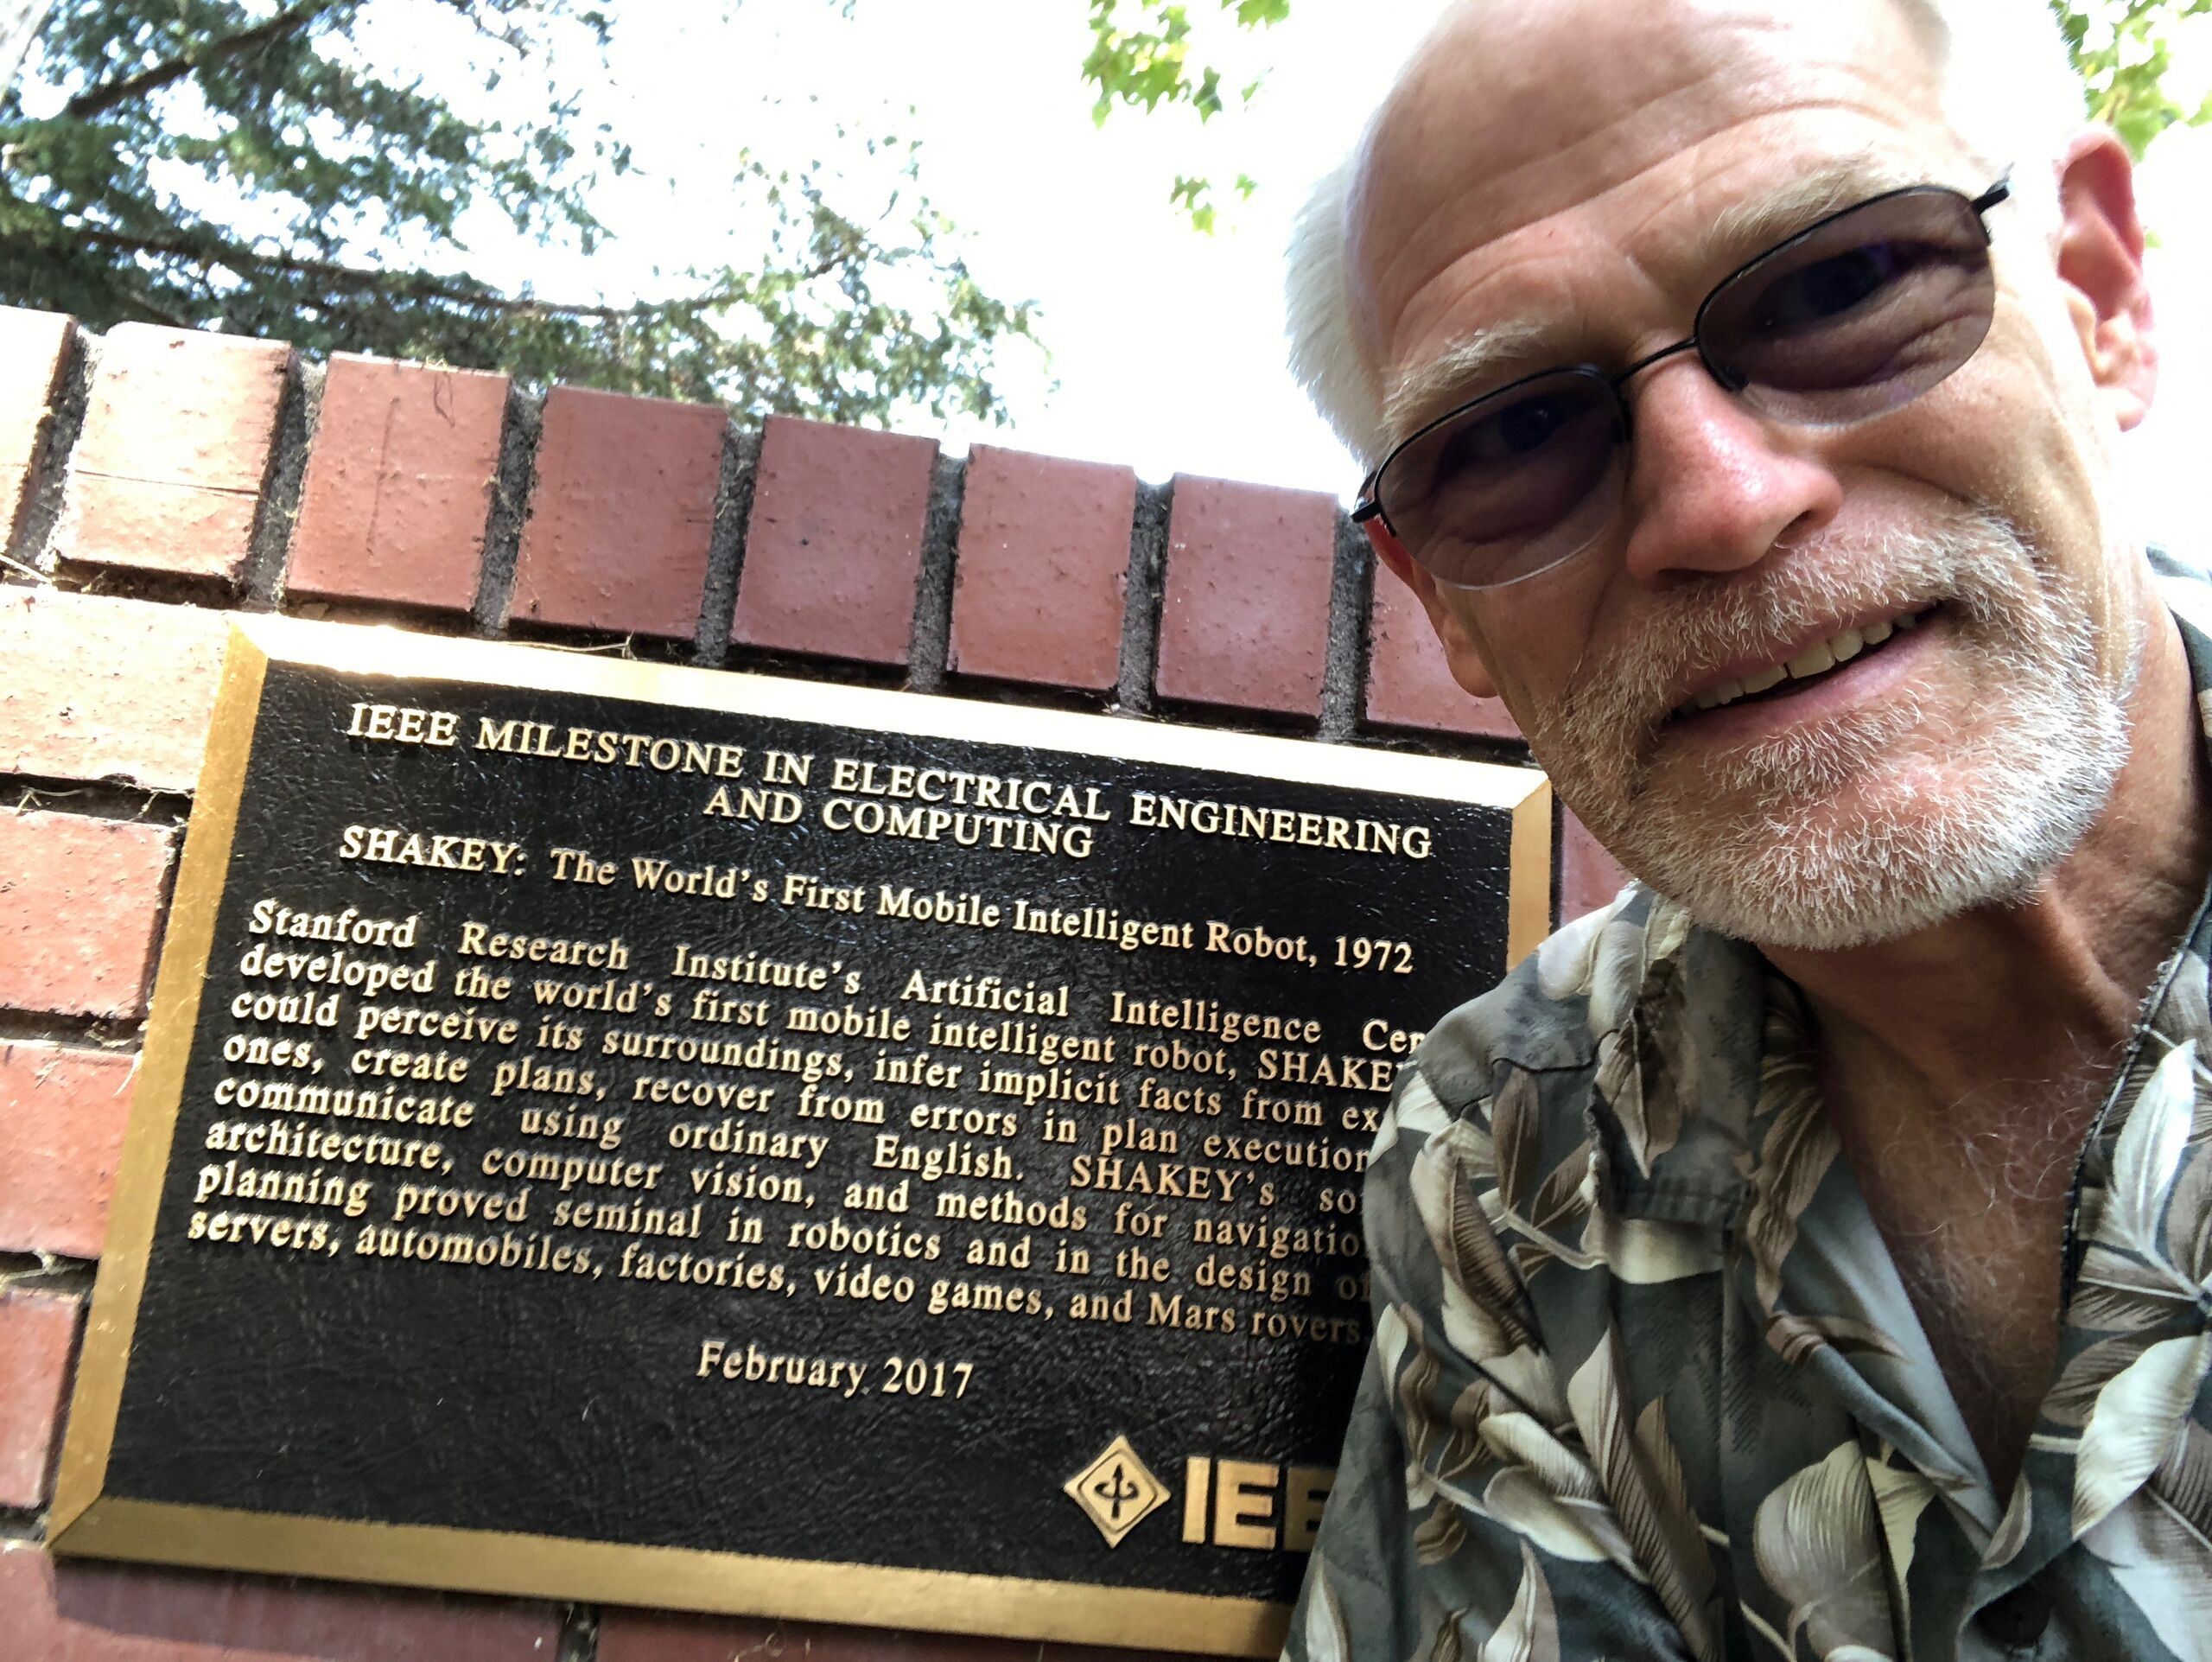 IEEE MILESTONE IN ELECTRICAL ENGINEERING
AND COMPUTING
SHAKEY: The World's First Mobile Intelligent Robot, 1972
Stanford Research Institute's Artificial Intelligence
developed the world's first mobile intelligent robot,
could perceive its surroundings, infer implicit facts from
ones, create plans, recover from errors in plan
communicate using ordinary English. SHAKEY's
architecture, computer vision, and methods for
planning proved seminal in robotics and in the design
servers, automobiles, factories, video games, and Mars rovers
February 2017